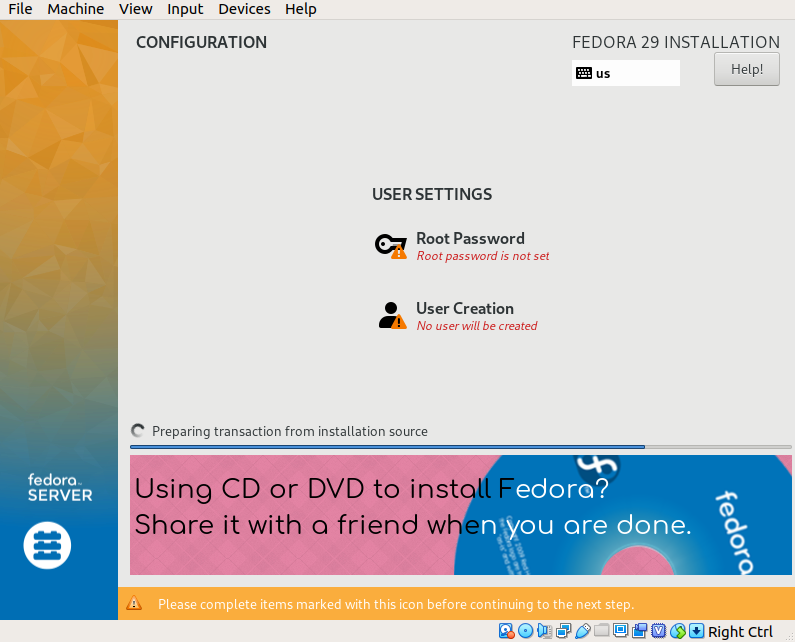 File Machine View Input Devices Help
CONFIGURATION
FEDORA 29 INSTALLATION
us
Help!
USER SETTINGS
Root Password
Root password is not set
User Creation
No user will be created
Preparing transaction from installation source
Using CD or DVD to install Fedora?
Share it with a friend when you are done.
fedora
fedora
SERVER
Please complete items marked with this icon before continuing to the next step.
Right Ctrl